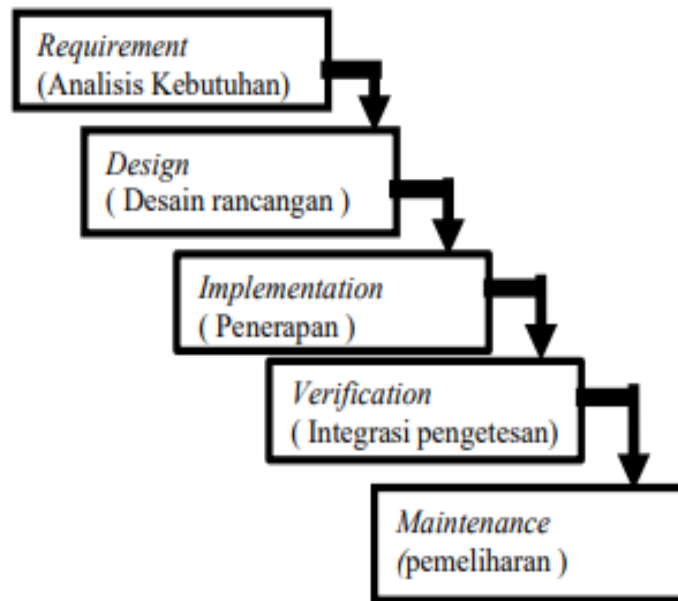 Requirement
(Analisis Kebutuhan)
Design
( Desain rancangan )
Implementation
( Penerapan )
Verification
( Integrasi pengetesan)
Maintenance
(pemeliharan )